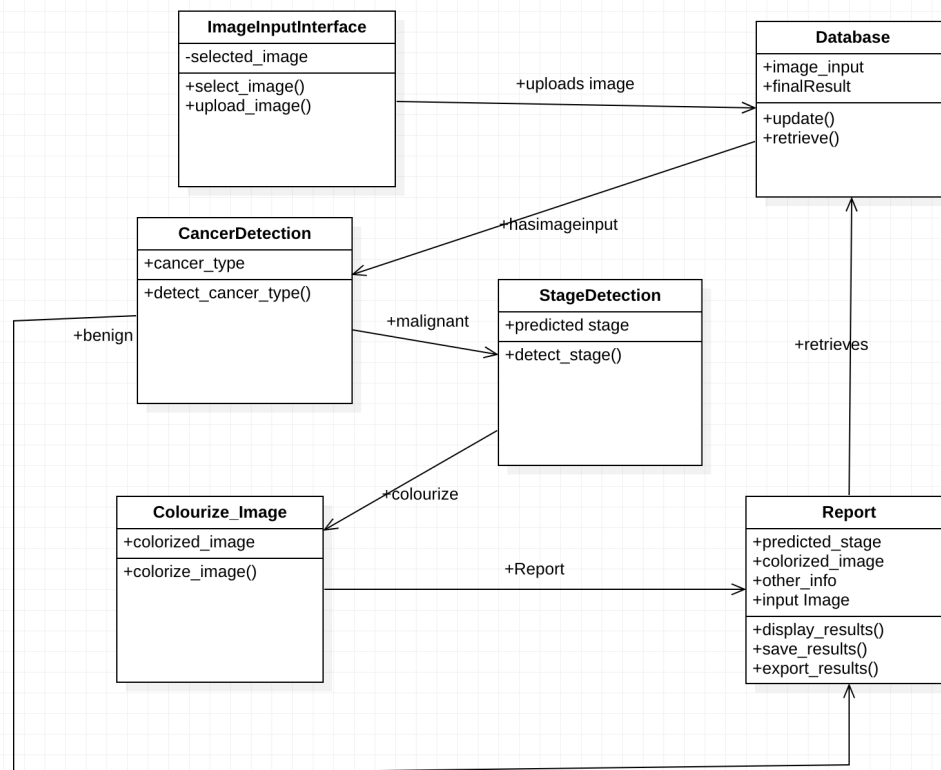 ImageInputInterface
-selected_image
+select_image()
+upload_image()
+uploads image
Database
+image_input
+finalResult
+update()
+retrieve()
+hasimageinput
CancerDetection
+cancer_type
+detect_cancer_type()
+benign
+malignant
StageDetection
+predicted stage
+detect_stage()
+retrieves
+colourize
Colourize_Image
+colorized_image
+colorize_image()
+Report
Report
+predicted_stage
+colorized_image
+other_info
+input Image
+display_results()
+save_results()
+export_results()